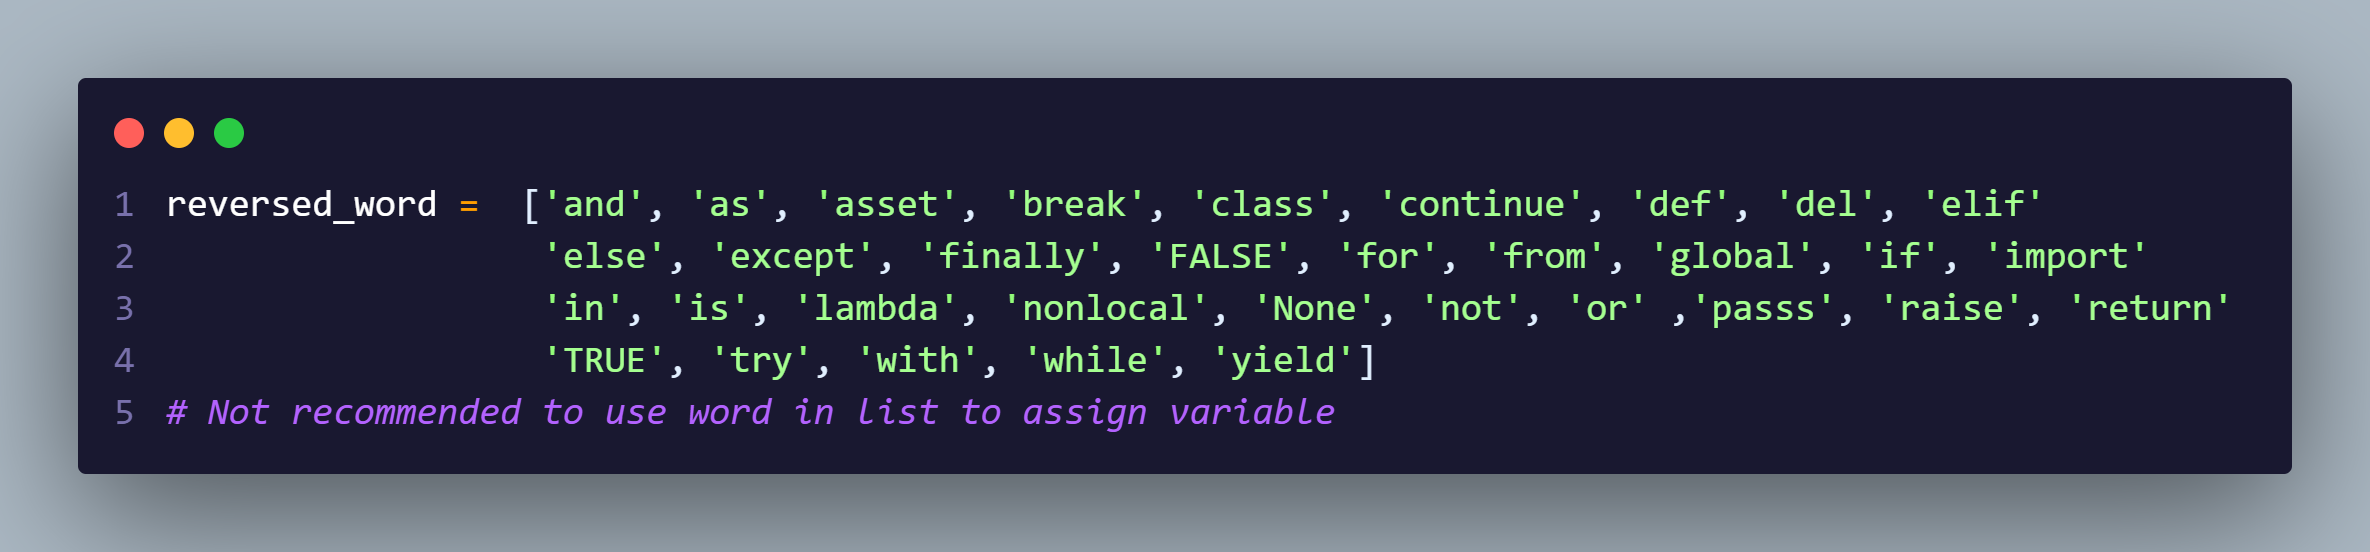 1 reversed_word =  ['and', 'as', 'asset', 'break', 'class', 'continue', 'def', 'del', 'elif'
2 'else', 'except', 'finally', 'FALSE', 'for', 'from', 'global', 'if', 'import'
3 'in', 'is', 'lambda', 'nonlocal', 'None', 'not', 'or' ,'passs', 'raise', 'return'
4 'TRUE', 'try', 'with', 'while', 'yield']
5 # Not recommended to use word in list to assign variable